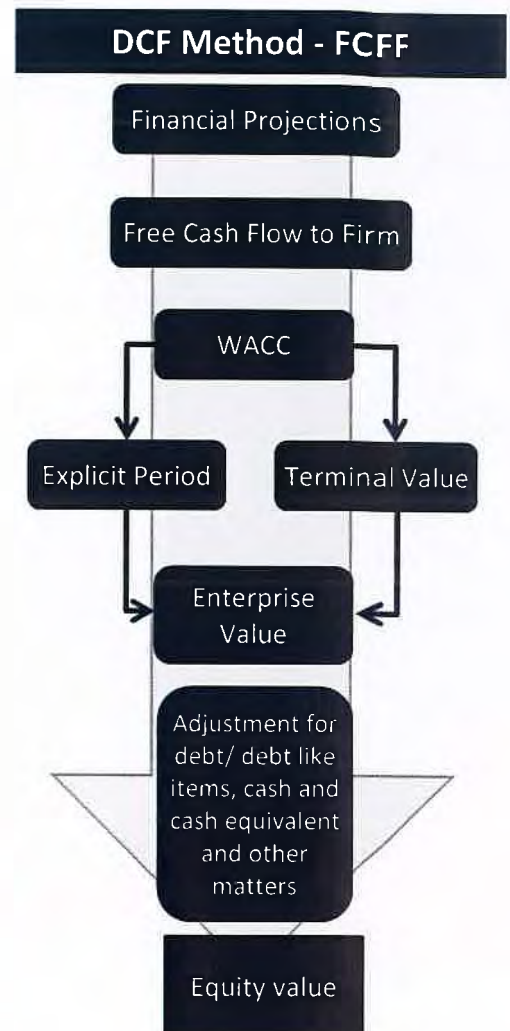 DCF Method - FCFF
Financial Projections
Free Cash Flow to Firm
WACC
Explicit Period
Terminal Value
Enterprise
Value
Adjustment for
debt/ debt like
items, cash and
cash equivalent
and other
matters
Equity value